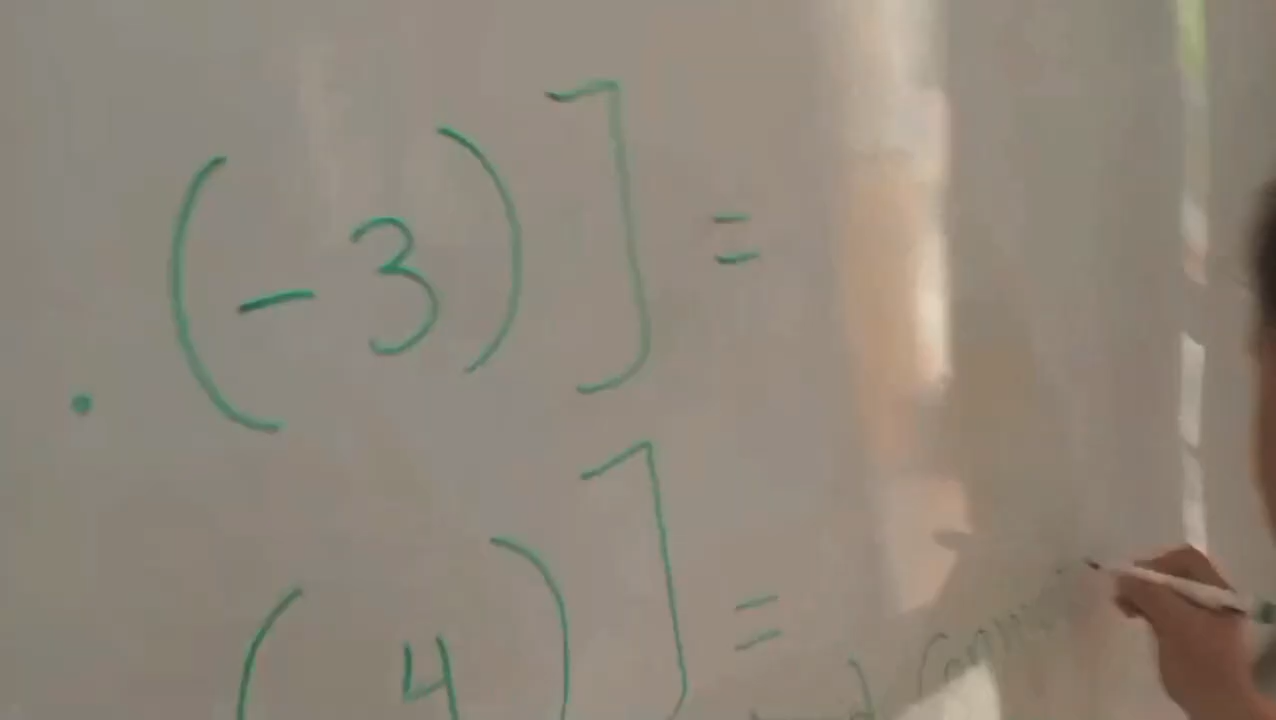 · (-3)] =
( 4 )] =